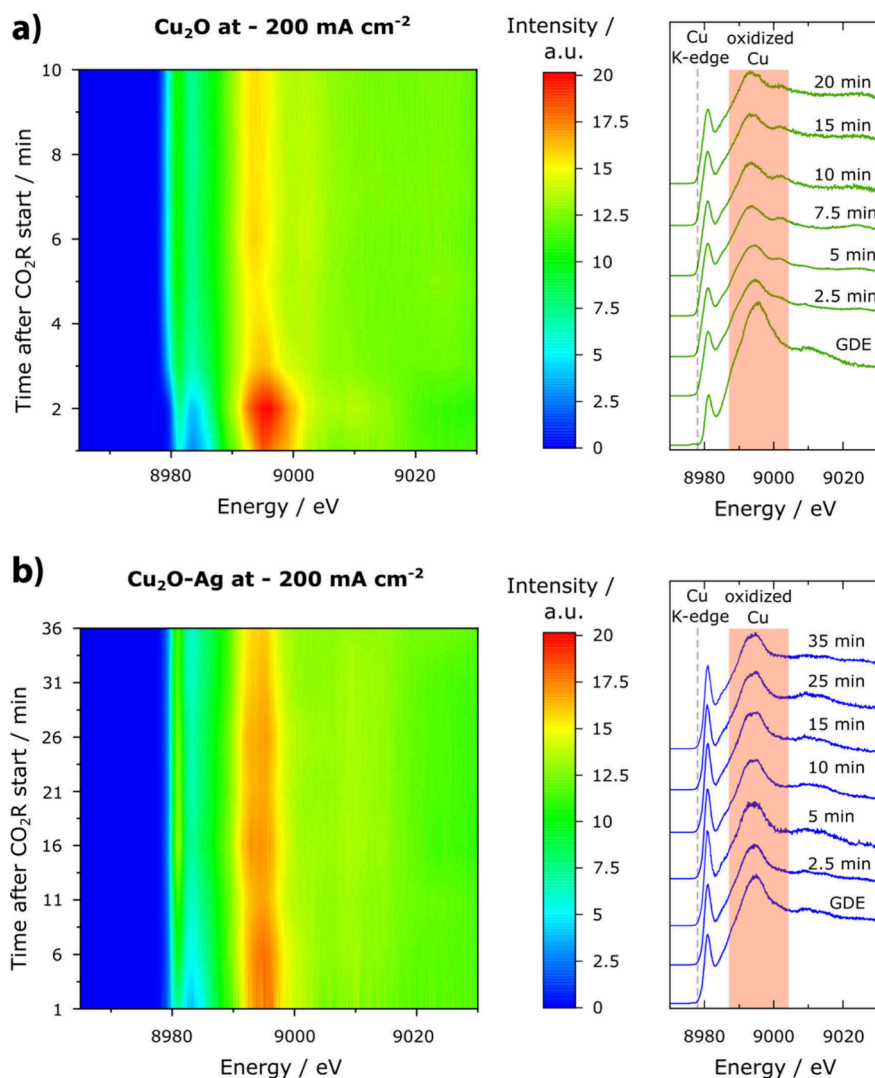 a)
Cu₂O at - 200 mA cm⁻²
Intensity /
a.u.
Time after CO₂R start / min
10
8
6
4
2
8980
9000
9020
Energy / eV
20
17.5
15
12.5
10
7.5
5
2.5
0
Cu
K-edge
oxidized
Cu
20 min
15 min
10 min
7.5 min
5 min
2.5 min
GDE
8980
9000
9020
Energy / eV
b)
Cu₂O-Ag at - 200 mA cm⁻²
Intensity /
a.u.
Time after CO₂R start / min
36
31
26
21
16
11
6
1
8980
9000
9020
Energy / eV
20
17.5
15
12.5
10
7.5
5
2.5
0
Cu
K-edge
oxidized
Cu
35 min
25 min
15 min
10 min
5 min
2.5 min
GDE
8980
9000
9020
Energy / eV